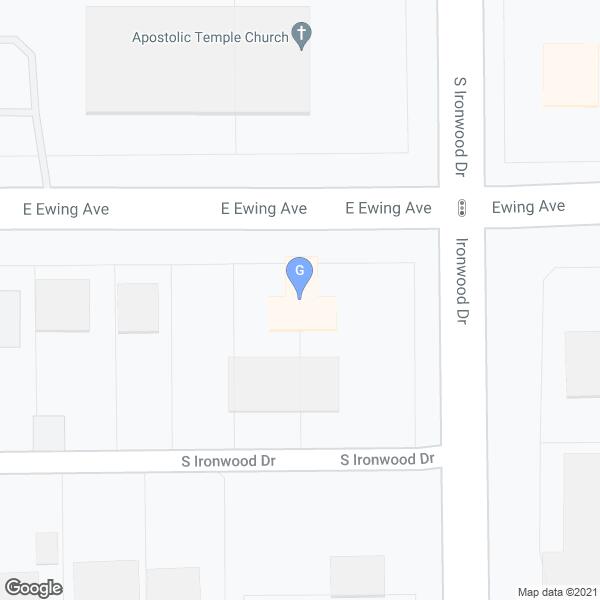 Apostolic Temple Church
S Ironwood Dr
E Ewing Ave
E Ewing Ave
E Ewing Ave
Ewing Ave
Ironwood Dr
G
S Ironwood Dr
S Ironwood Dr
Google
Map data ©2021